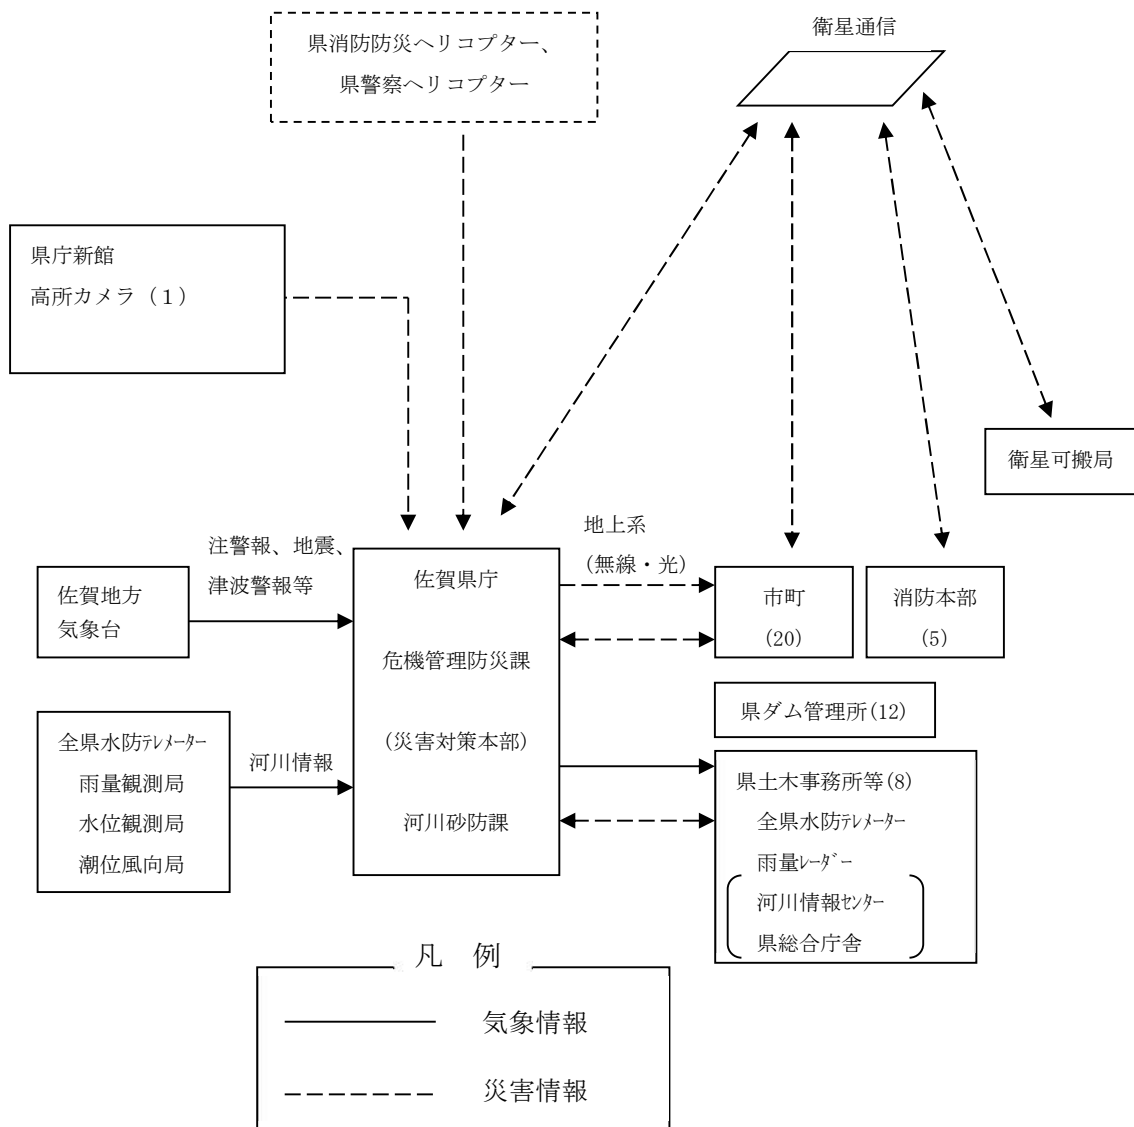 県消防防災ヘリコプター、
県警察ヘリコプター
衛星通信
県庁新館
高所カメラ（１）
衛星可搬局
注警報、地震、
津波警報等
地上系
(無線・光)
佐賀地方
気象台
佐賀県庁
危機管理防災課
(災害対策本部)
河川砂防課
市町
(20)
消防本部
(5)
県ダム管理所(12)
全県水防ﾃﾚﾒｰﾀｰ
雨量観測局
水位観測局
潮位風向局
河川情報
県土木事務所等(8)
全県水防ﾃﾚﾒｰﾀｰ
雨量ﾚｰﾀﾞｰ
河川情報ｾﾝﾀｰ
県総合庁舎
凡　例
気象情報
災害情報